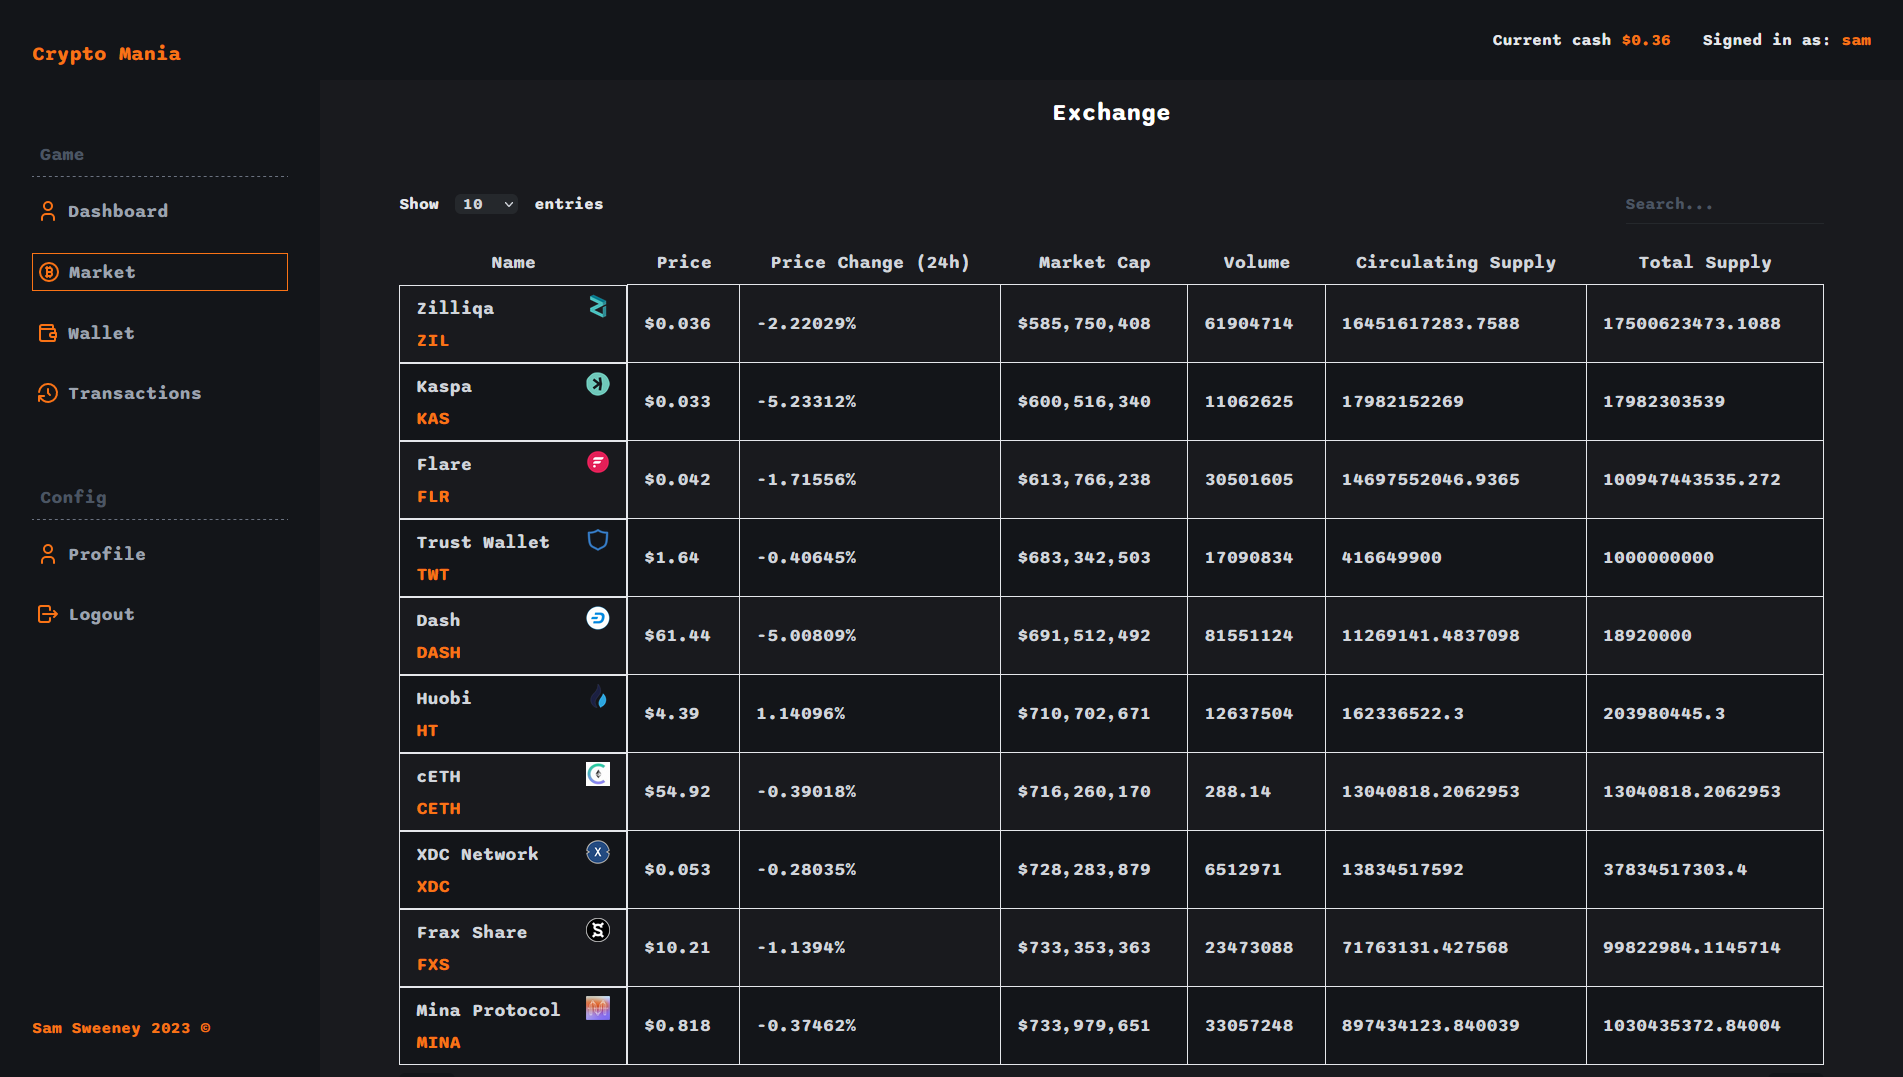 Crypto Mania
Current cash $0.36 Signed in as: sam
Game
Dashboard
Market
Wallet
Transactions
Config
Profile
Logout
Sam Sweeney 2023 ©
Exchange
Show 10 entries Search...
Name Price Price Change (24h) Market Cap Volume Circulating Supply Total Supply
Zilliqa
ZIL $0.036 -2.22029% $585,750,408 61904714 16451617283.7588 17500623473.1088
Kaspa
KAS $0.033 -5.23312% $600,516,340 11062625 17982152269 17982303539
Flare
FLR $0.042 -1.71556% $613,766,238 30501605 14697552046.9365 100947443535.272
Trust Wallet
TWT $1.64 -0.40645% $683,342,503 17090834 416649900 1000000000
Dash
DASH $61.44 -5.00809% $691,512,492 81551124 11269141.4837098 18920000
Huobi
HT $4.39 1.14096% $710,702,671 12637504 162336522.3 203980445.3
cETH
CETH $54.92 -0.39018% $716,260,170 288.14 13040818.2062953 13040818.2062953
XDC Network
XDC $0.053 -0.28035% $728,283,879 6512971 13834517592 37834517303.4
Frax Share
FXS $10.21 -1.1394% $733,353,363 23473088 71763131.427568 99822984.1145714
Mina Protocol
MINA $0.818 -0.37462% $733,979,651 33057248 897434123.840039 1030435372.84004